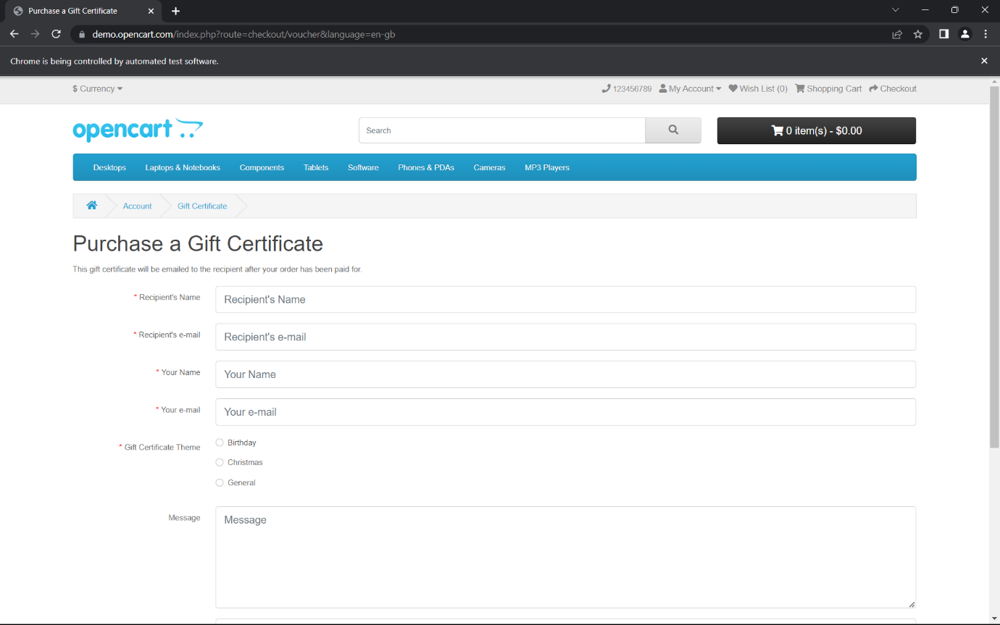 Purchase a Gift Certificate
demo.opencart.com/index.php?route=checkout/voucher&language=en-gb
Chrome is being controlled by automated test software.
$ Currency
123456789 My Account Wish List (0) Shopping Cart Checkout
opencart
Search
0 item(s) - $0.00
Desktops Laptops & Notebooks Components Tablets Software Phones & PDAs Cameras MP3 Players
Account Gift Certificate
Purchase a Gift Certificate
This gift certificate will be emailed to the recipient after your order has been paid for.
* Recipient's Name Recipient's Name
* Recipient's e-mail Recipient's e-mail
* Your Name Your Name
* Your e-mail Your e-mail
* Gift Certificate Theme Birthday
Christmas
General
Message Message